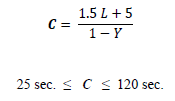 C = (1.5 L + 5) / (1 − Y)
25 sec. ≤ C ≤ 120 sec.